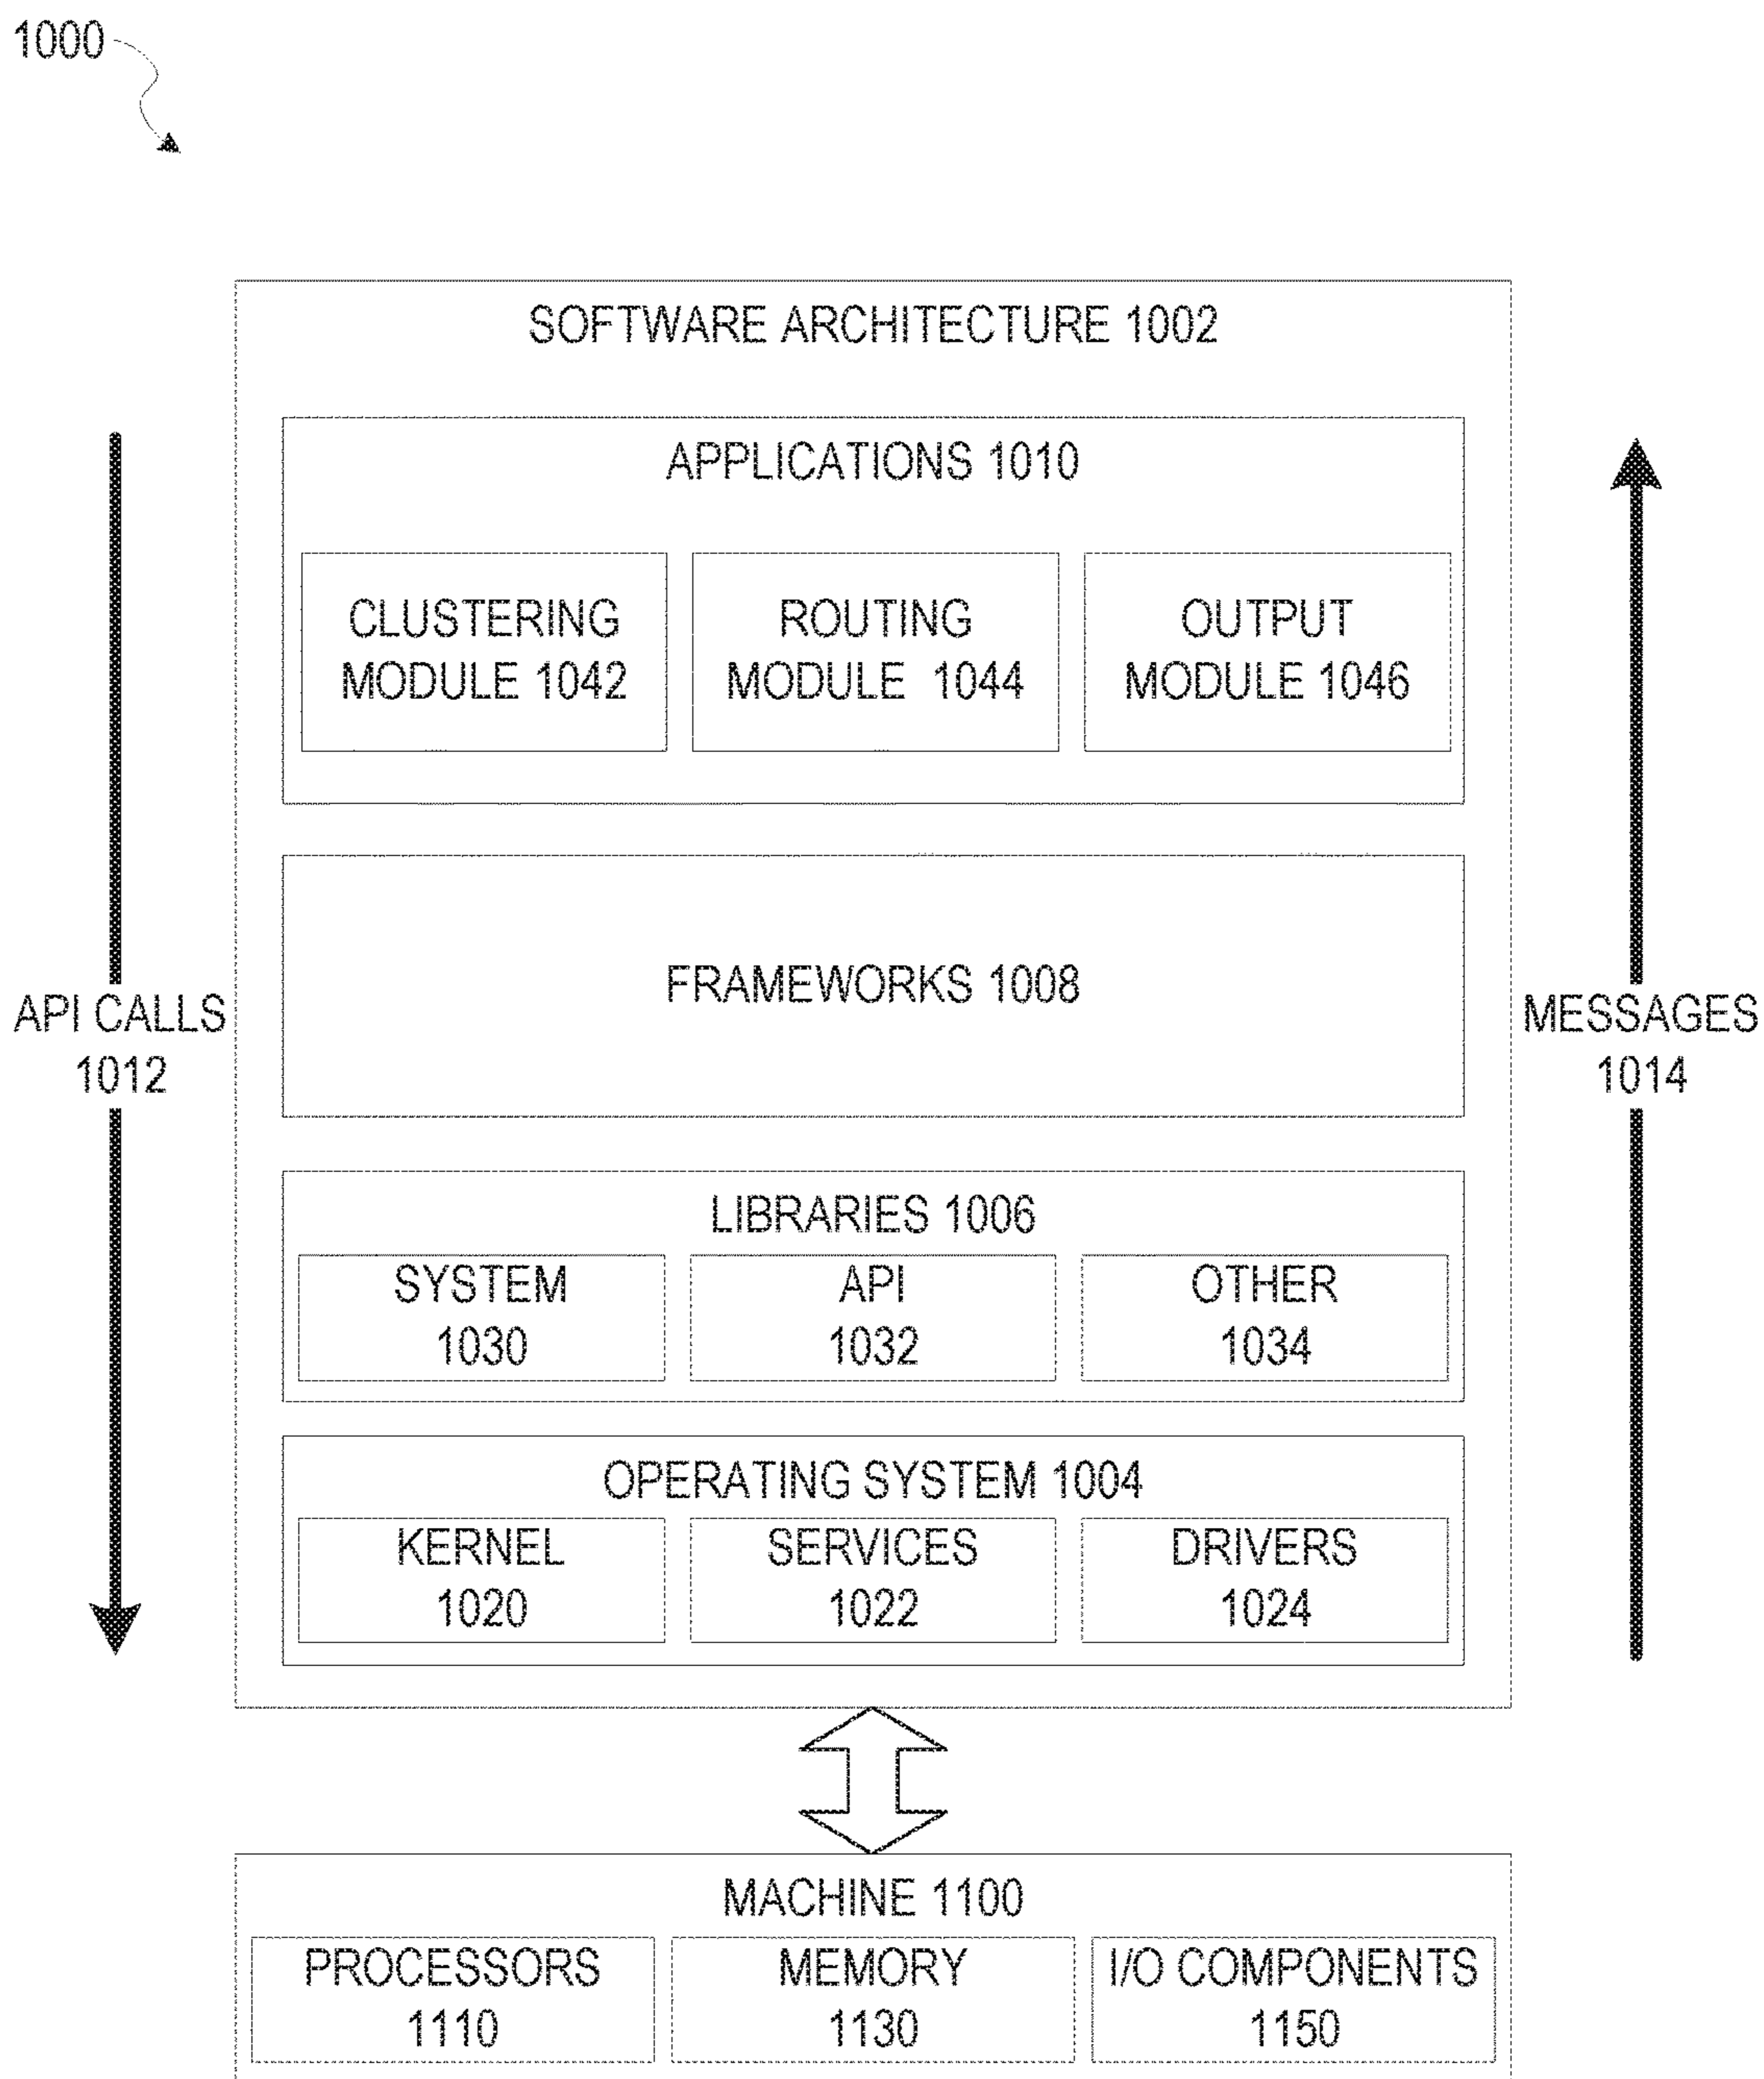 1000
SOFTWARE ARCHITECTURE 1002
APPLICATIONS 1010
CLUSTERING
MODULE 1042
ROUTING
MODULE 1044
OUTPUT
MODULE 1046
FRAMEWORKS 1008
API CALLS
1012
MESSAGES
1014
LIBRARIES 1006
SYSTEM
1030
API
1032
OTHER
1034
OPERATING SYSTEM 1004
KERNEL
1020
SERVICES
1022
DRIVERS
1024
MACHINE 1100
PROCESSORS
1110
MEMORY
1130
I/O COMPONENTS
1150